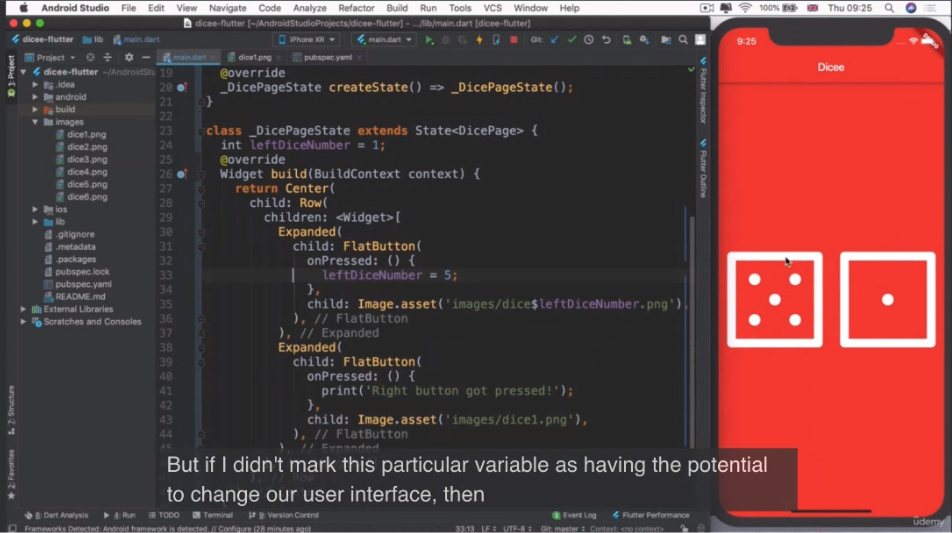 Android Studio File Edit View Navigate Code Analyze Refactor Build Run Tools VCS Window Help 100% Thu 09:25
~/AndroidStudioProjects/dicee-flutter] - .../lib/main.dart [dicee-flutter]
dicee-flutter lib main.dart iPhone XR main.dart Git:
Project main.dart dice1.png pubspec.yaml
1: Project
dicee-flutter ~/Android
.idea
android
build
images
dice1.png
dice2.png
dice3.png
dice4.png
dice5.png
dice6.png
ios
lib
.gitignore
.metadata
.packages
pubspec.lock
pubspec.yaml
README.md
External Libraries
Scratches and Consoles
Z: Structure
2: Favorites
19 @override
20 _DicePageState createState() => _DicePageState();
21 }
22
23 class _DicePageState extends State<DicePage> {
24 int leftDiceNumber = 1;
25 @override
26 Widget build(BuildContext context) {
27 return Center(
28 child: Row(
29 children: <Widget>[
30 Expanded(
31 child: FlatButton(
32 onPressed: () {
33 leftDiceNumber = 5;
34 },
35 child: Image.asset('images/dice$leftDiceNumber.png'),
36 ), // FlatButton
37 ), // Expanded
38 Expanded(
39 child: FlatButton(
40 onPressed: () {
41 print('Right button got pressed!');
42 },
43 child: Image.asset('images/dice1.png'),
44 ), // FlatButton
), // Expanded
Flutter Inspector
Flutter Outline
9:25
Dicee
But if I didn't mark this particular variable as having the potential
to change our user interface, then
Dart Analysis 4: Run TODO Terminal 9: Version Control Event Log Flutter Performance
Frameworks Detected: Android framework is detected. // Configure (28 minutes ago) 33:13 LF UTF-8 Git: master Context: <no context>
ûdemy